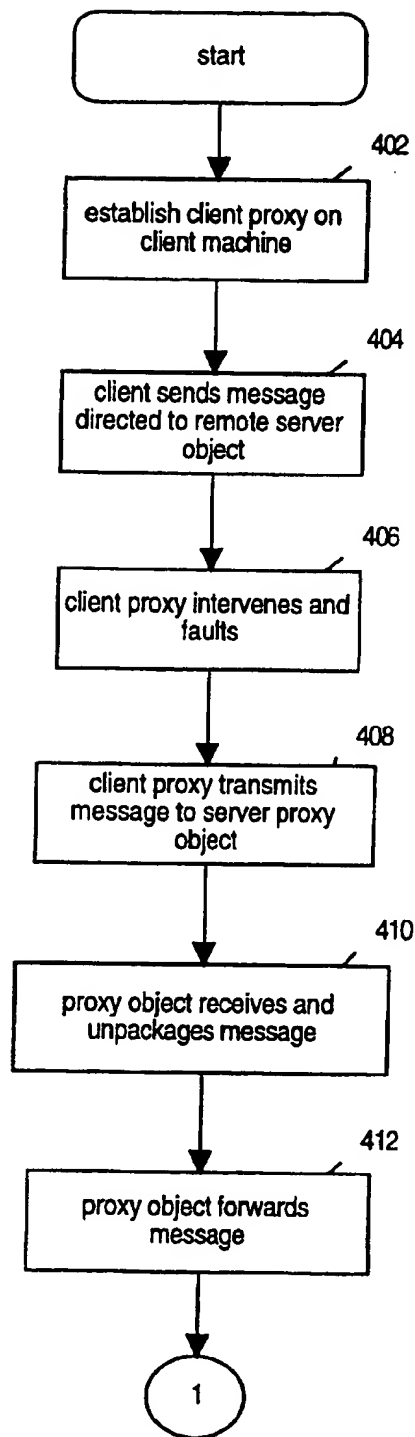 start
402
establish client proxy on
client machine
404
client sends message
directed to remote server
object
406
client proxy intervenes and
faults
408
client proxy transmits
message to server proxy
object
410
proxy object receives and
unpackages message
412
proxy object forwards
message
1